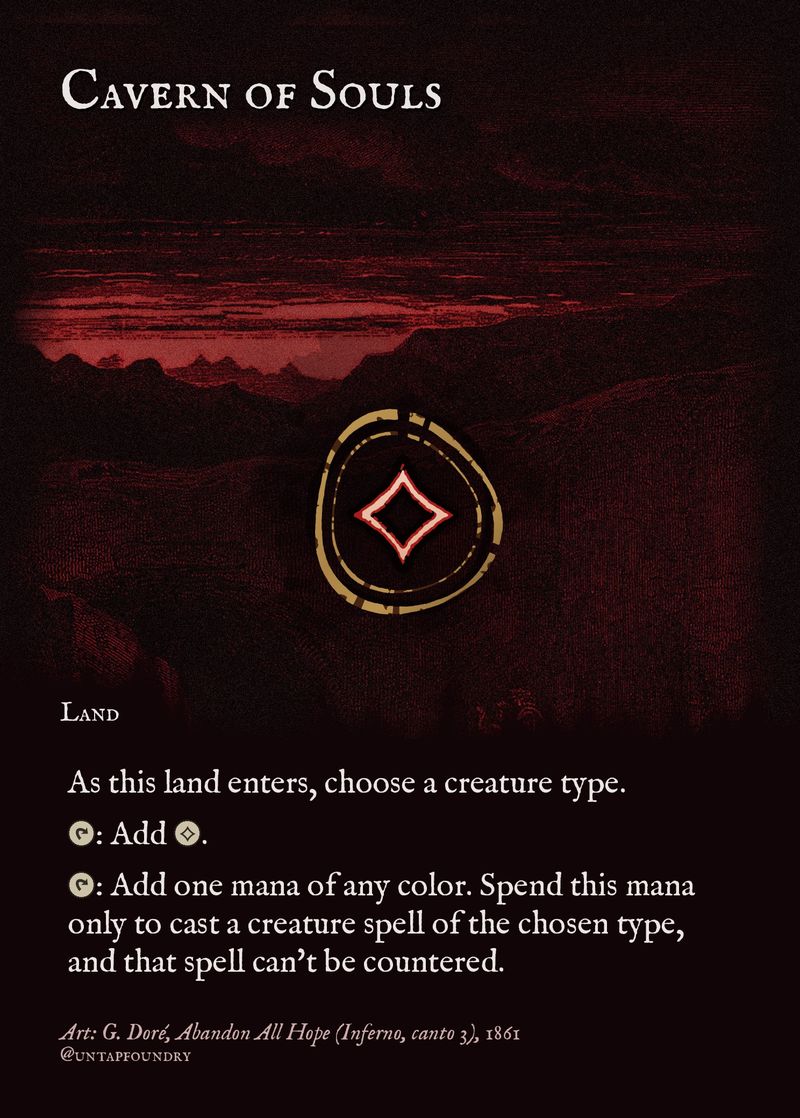 Cavern of Souls
Land
As this land enters, choose a creature type.
: Add .
: Add one mana of any color. Spend this mana
only to cast a creature spell of the chosen type,
and that spell can't be countered.
Art: G. Doré, Abandon All Hope (Inferno, canto 3), 1861
@untapfoundry